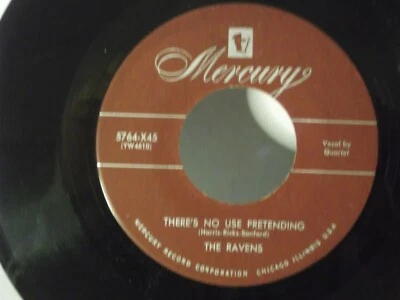 Mercury
5764-X45
(YW4618)
Vocal by
Quartet
THERE'S NO USE PRETENDING
(Harris-Ricks-Sanford)
THE RAVENS
MERCURY RECORD CORPORATION CHICAGO, ILLINOIS U.S.A